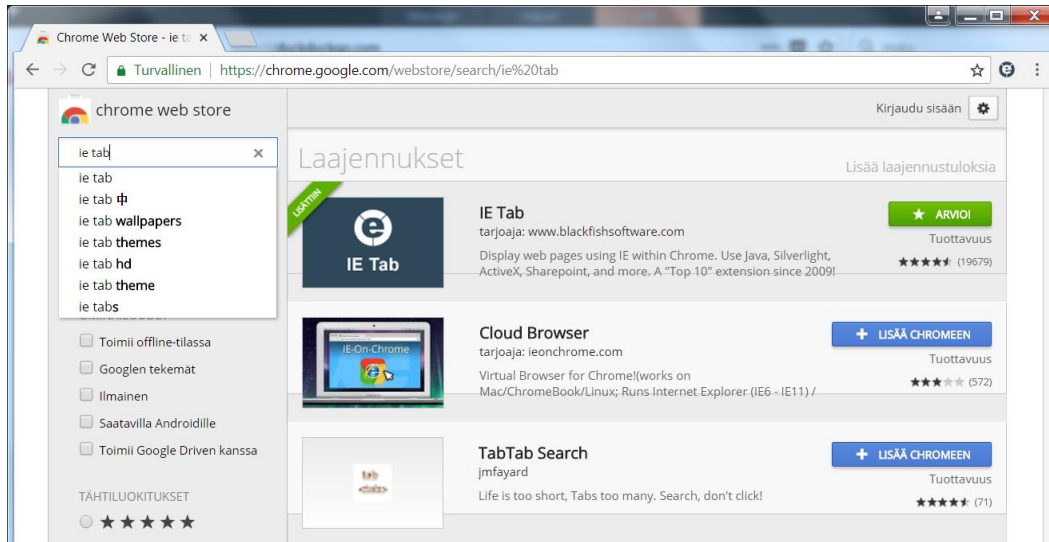 Chrome Web Store - ie ta
Turvallinen
https://chrome.google.com/webstore/search/ie%20tab
chrome web store
Kirjaudu sisään
ie tab
ie tab
ie tab 中
ie tab wallpapers
ie tab themes
ie tab hd
ie tab theme
ie tabs
Toimii offline-tilassa
Googlen tekemät
Ilmainen
Saatavilla Androidille
Toimii Google Driven kanssa
TÄHTILUOKITUKSET
Laajennukset
Lisää laajennustuloksia
LISÄTTIIN
IE Tab
IE Tab
tarjoaja: www.blackfishsoftware.com
Display web pages using IE within Chrome. Use Java, Silverlight,
ActiveX, Sharepoint, and more. A "Top 10" extension since 2009!
ARVIOI
Tuottavuus
(19679)
IE-On-Chrome
Cloud Browser
tarjoaja: ieonchrome.com
Virtual Browser for Chrome!(works on
Mac/ChromeBook/Linux; Runs Internet Explorer (IE6 - IE11) /
LISÄÄ CHROMEEN
Tuottavuus
(572)
tab
TabTab Search
jmfayard
Life is too short, Tabs too many. Search, don't click!
LISÄÄ CHROMEEN
Tuottavuus
(71)